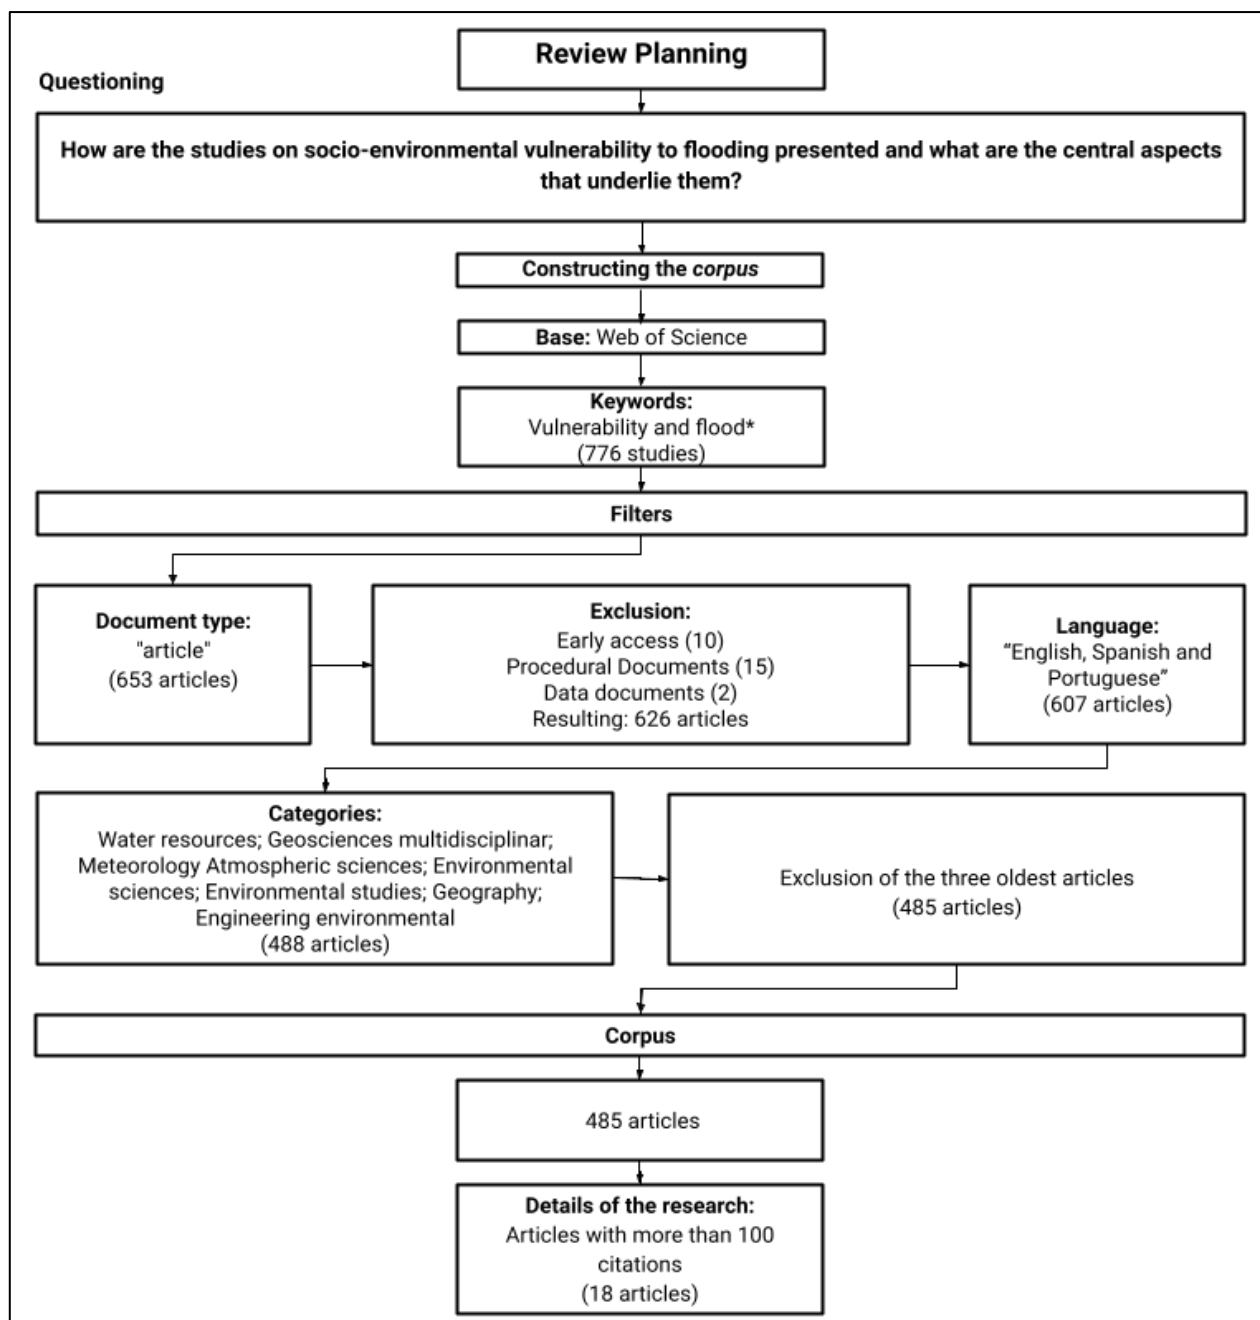 Review Planning
Questioning
How are the studies on socio-environmental vulnerability to flooding presented and what are the central aspects
that underlie them?
Constructing the corpus
Base: Web of Science
Keywords:
Vulnerability and flood*
(776 studies)
Filters
Document type:
"article"
(653 articles)
Exclusion:
Early access (10)
Procedural Documents (15)
Data documents (2)
Resulting: 626 articles
Language:
“English, Spanish and
Portuguese”
(607 articles)
Categories:
Water resources; Geosciences multidisciplinar;
Meteorology Atmospheric sciences; Environmental
sciences; Environmental studies; Geography;
Engineering environmental
(488 articles)
Exclusion of the three oldest articles
(485 articles)
Corpus
485 articles
Details of the research:
Articles with more than 100
citations
(18 articles)